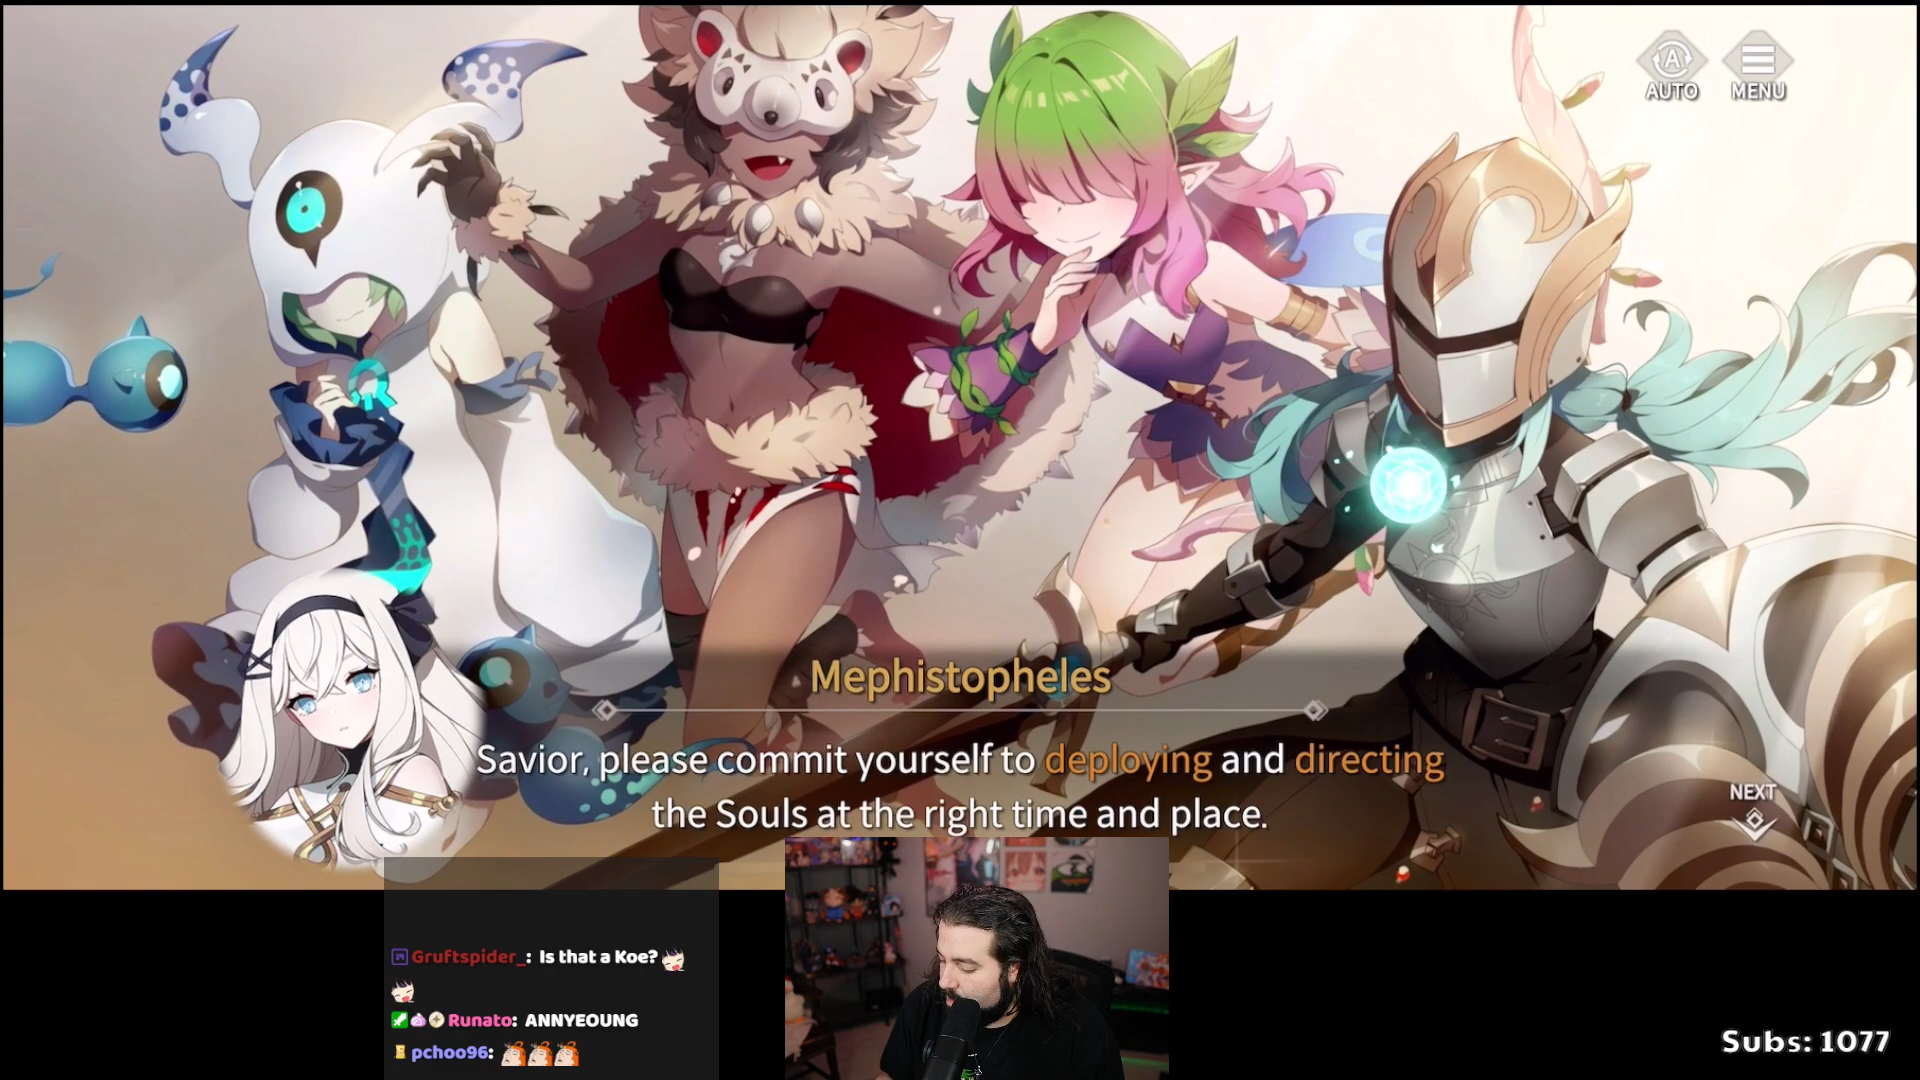 AUTO
MENU
Mephistopheles
Savior, please commit yourself to deploying and directing
the Souls at the right time and place.
NEXT
Gruftspider_: Is that a Koe?
Runato: ANNYEOUNG
pchoo96:
Subs: 1077